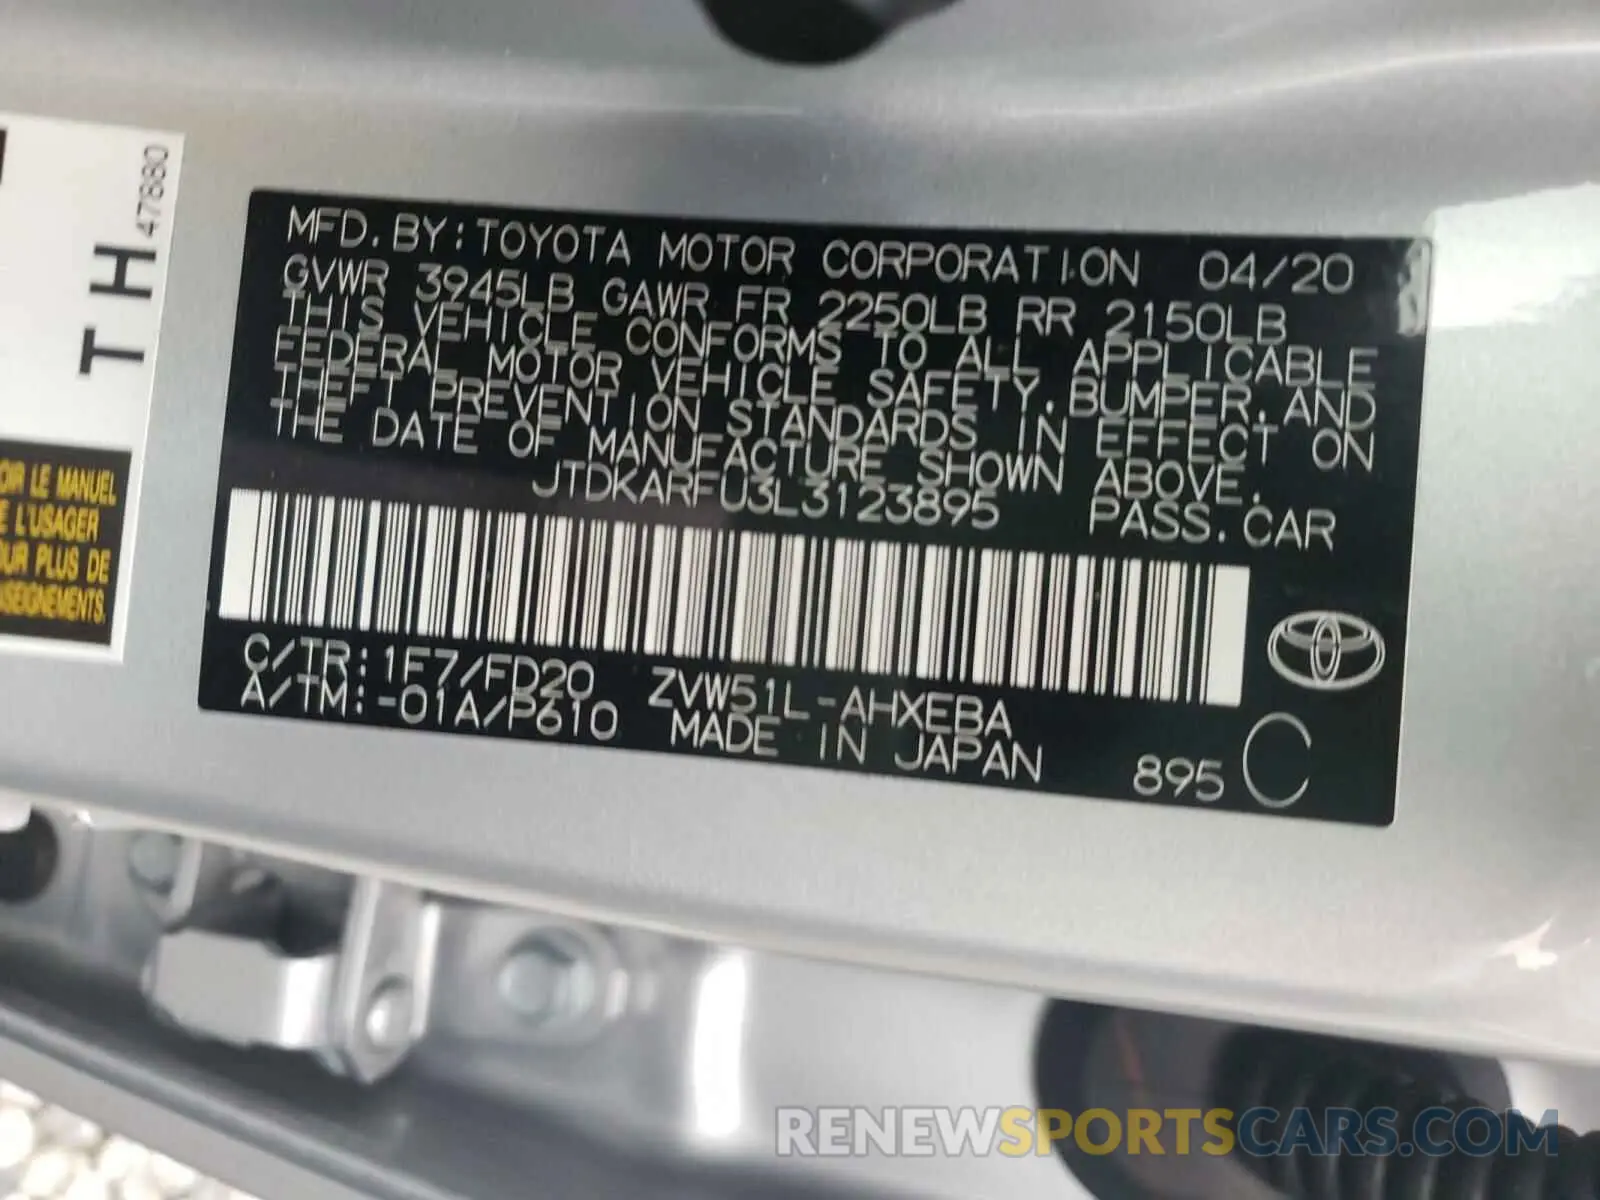 MFD. BY: TOYOTA MOTOR CORPORATION 04/20
GVWR 3945LB GAWR FR 2250LB RR 2150LB
THIS VEHICLE CONFORMS TO ALL APPLICABLE
FEDERAL MOTOR VEHICLE SAFETY, BUMPER, AND
THEFT PREVENTION STANDARDS IN EFFECT ON
THE DATE OF MANUFACTURE SHOWN ABOVE.
JTDKARFU3L3123895 PASS. CAR
C/TR: 1F7/FD20 ZVW51L-AHXEBA
A/TM: -01A/P610 MADE IN JAPAN
895 C
TH
47880
LE MANUEL
L'USAGER
PLUS DE
RENEWSPORTSCARS.COM